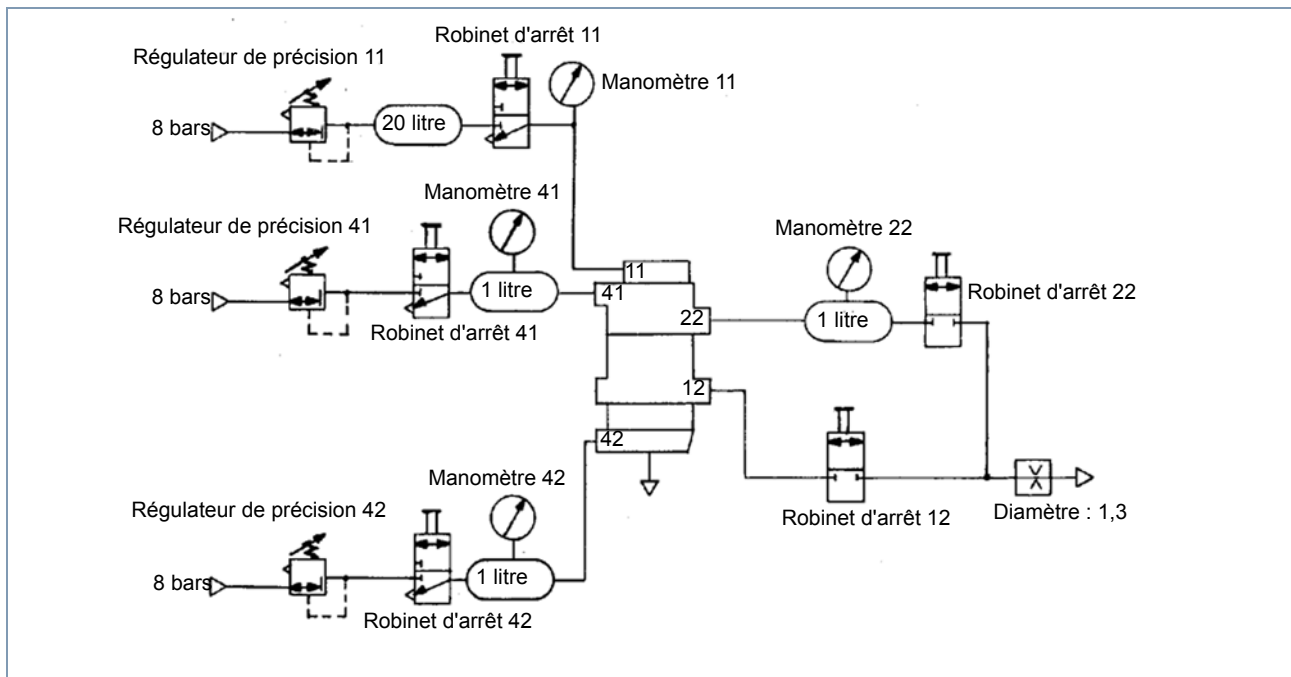 Robinet d'arrêt 11
Régulateur de précision 11
Manomètre 11
8 bars
20 litre
Manomètre 41
Régulateur de précision 41
Manomètre 22
11
8 bars
1 litre
41
Robinet d'arrêt 22
22
1 litre
Robinet d'arrêt 41
12
42
Manomètre 42
Régulateur de précision 42
Robinet d'arrêt 12
Diamètre : 1,3
8 bars
1 litre
Robinet d'arrêt 42